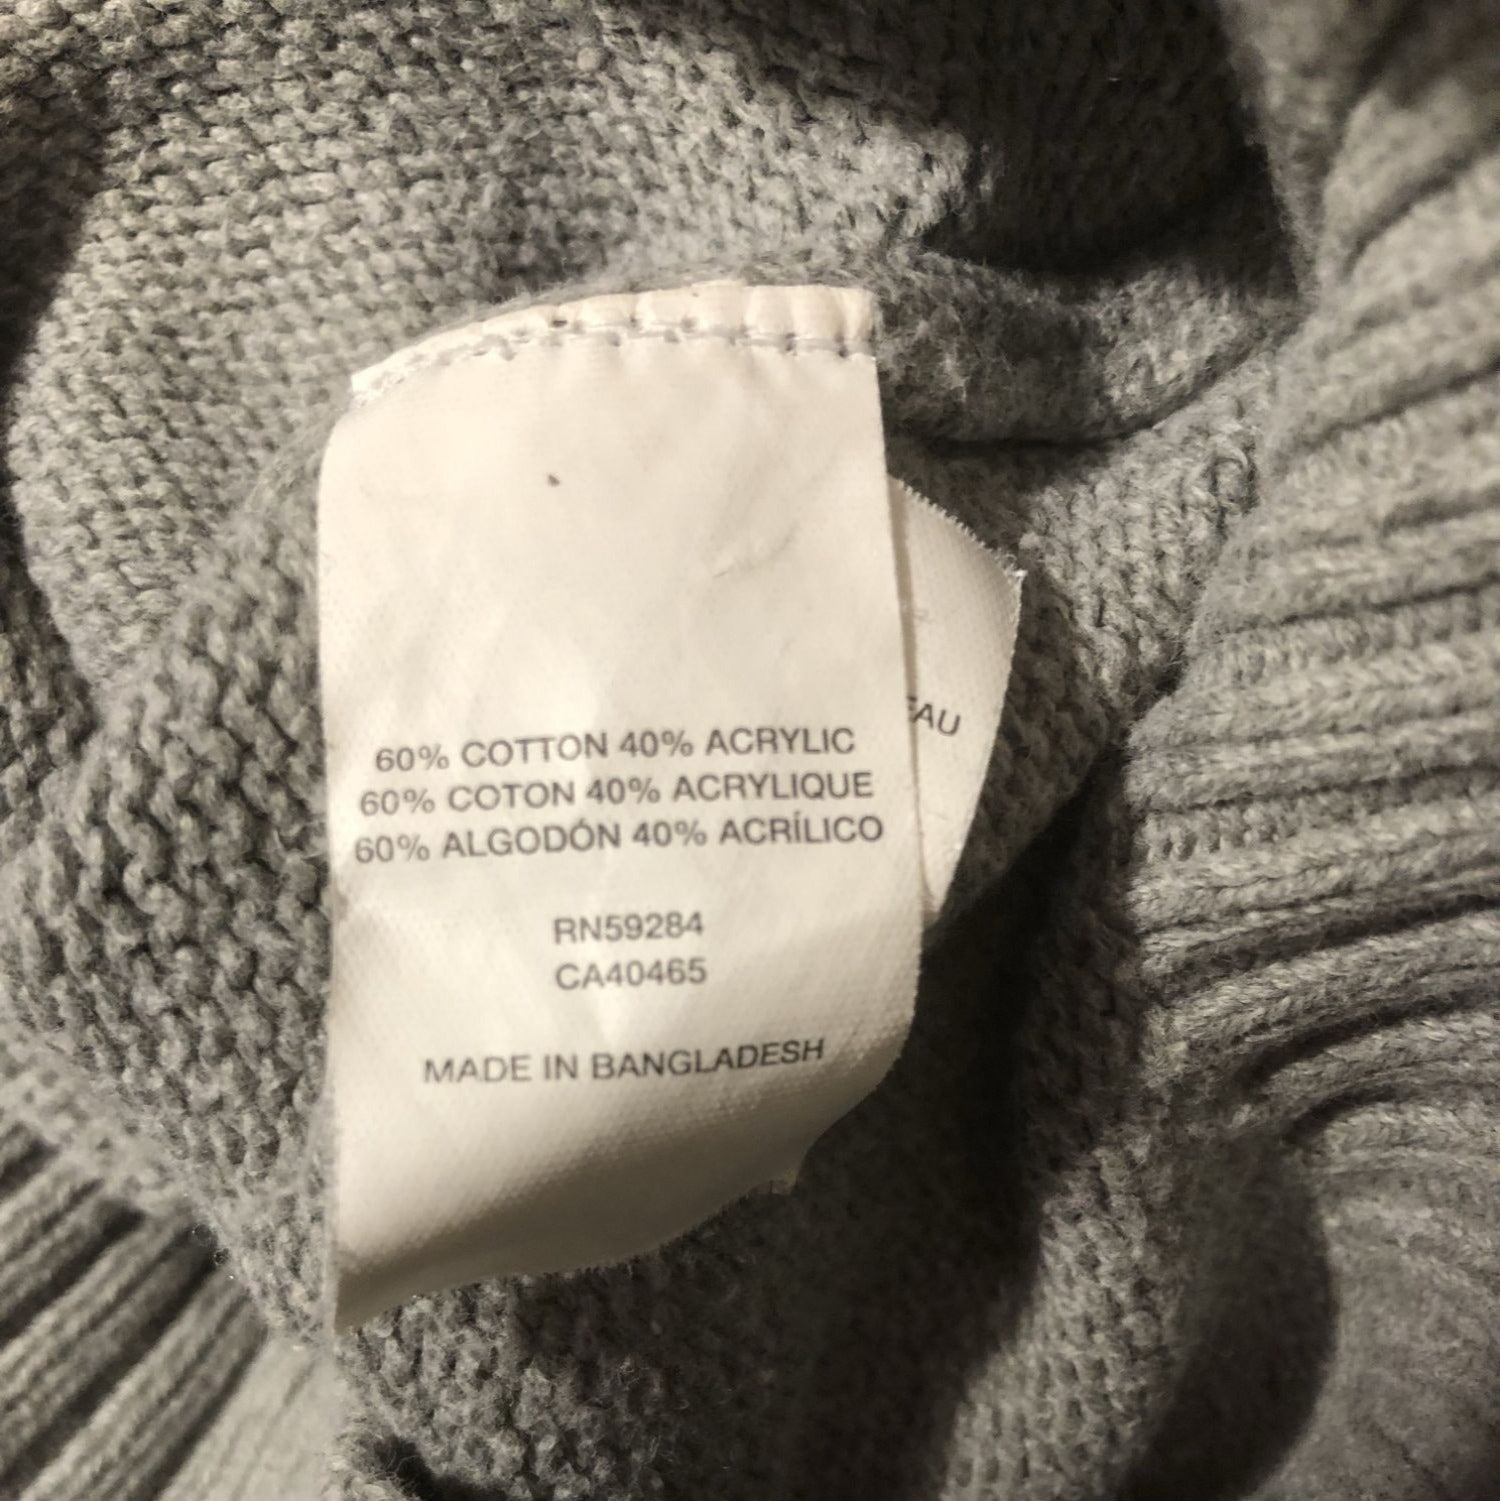 60% COTTON 40% ACRYLIC
60% COTON 40% ACRYLIQUE
60% ALGODÓN 40% ACRÍLICO
RN59284
CA40465
MADE IN BANGLADESH